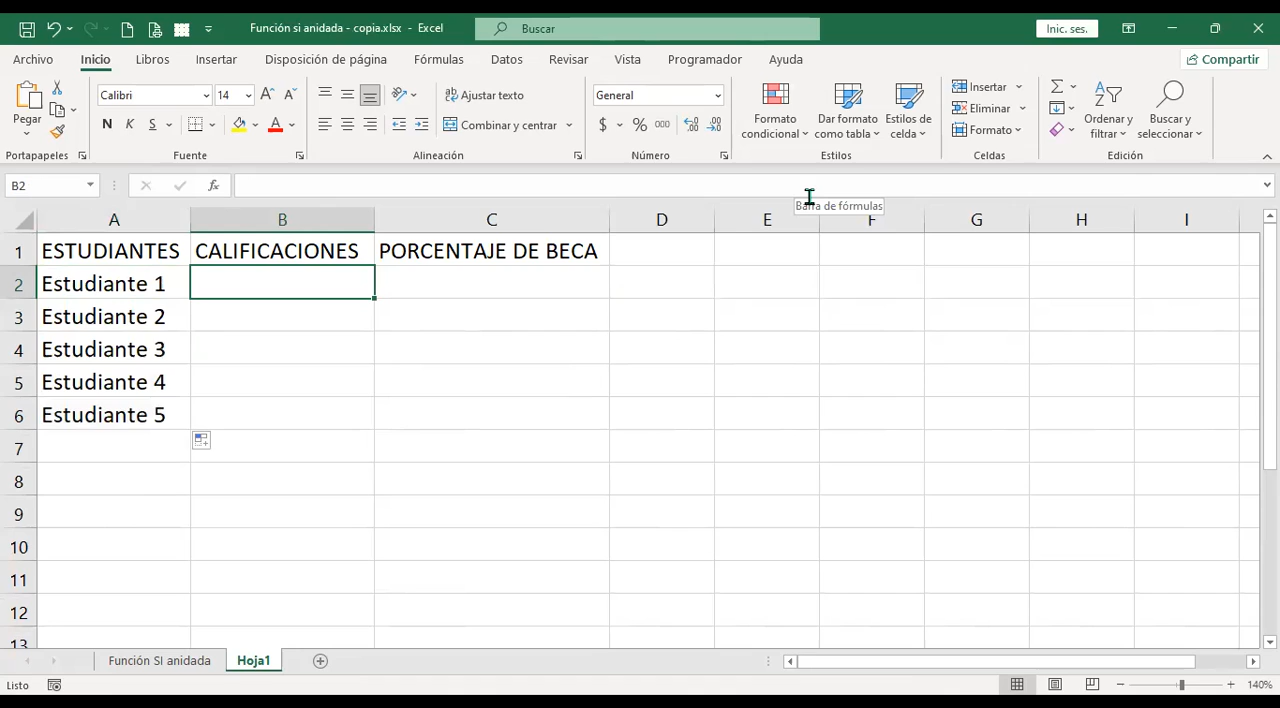 Función si anidada - copia.xlsx - Excel
Buscar
Inic. ses.
Archivo Inicio Libros Insertar Disposición de página Fórmulas Datos Revisar Vista Programador Ayuda
Compartir
Pegar
Calibri 14
Ajustar texto
General
N K S
Combinar y centrar
$ % 000
Formato condicional
Dar formato como tabla
Estilos de celda
Insertar
Eliminar
Formato
Ordenar y filtrar
Buscar y seleccionar
Portapapeles Fuente Alineación Número Estilos Celdas Edición
B2
fx
Barra de fórmulas
A B C D E F G H I
1 ESTUDIANTES CALIFICACIONES PORCENTAJE DE BECA
2 Estudiante 1
3 Estudiante 2
4 Estudiante 3
5 Estudiante 4
6 Estudiante 5
7
8
9
10
11
12
13
Función SI anidada Hoja1
Listo
140%